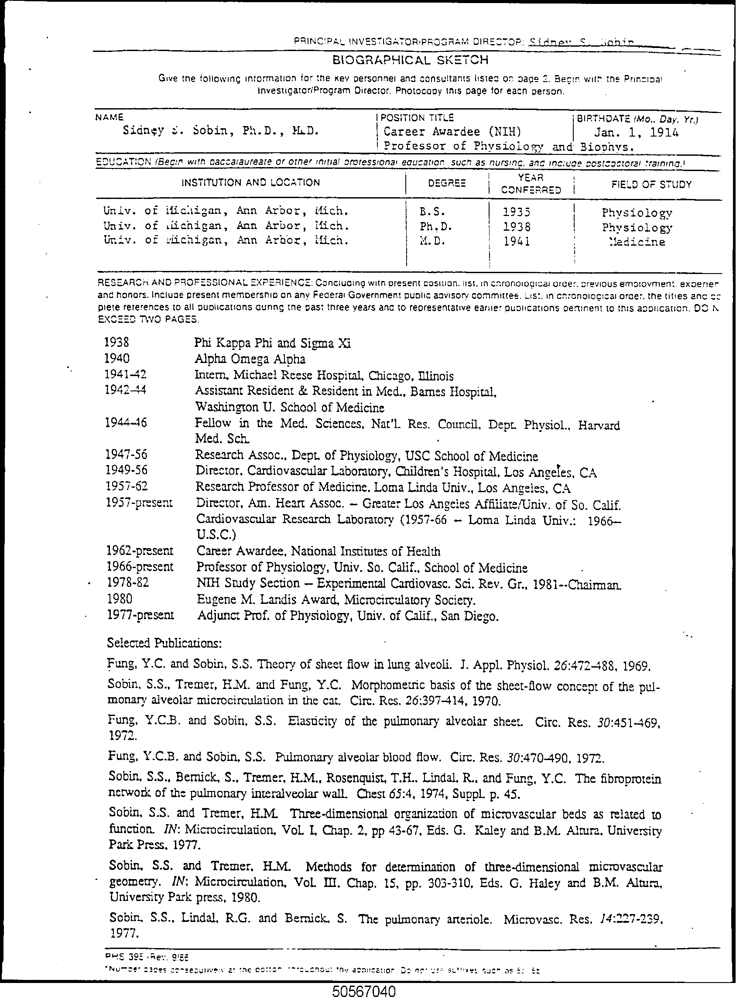 PRINCIPAL INVESTIGATOR/PROGRAM DIRECTOR: Sidney S. Sobin
BIOGRAPHICAL SKETCH
Give the following information for the key personnel and consultants listed on page 2. Begin with the Principal
Investigator/Program Director. Photocopy this page for each person.
NAME POSITION TITLE BIRTHDATE (Mo., Day, Yr.)
Sidney S. Sobin, Ph.D., M.D. Career Awardee (NIH) Jan. 1, 1914
Professor of Physiology and Biophys.
EDUCATION (Begin with baccalaureate or other initial professional education, such as nursing, and include postdoctoral training.)
INSTITUTION AND LOCATION DEGREE YEAR CONFERRED FIELD OF STUDY
Univ. of Michigan, Ann Arbor, Mich. B.S. 1935 Physiology
Univ. of Michigan, Ann Arbor, Mich. Ph.D. 1938 Physiology
Univ. of Michigan, Ann Arbor, Mich. M.D. 1941 Medicine
RESEARCH AND PROFESSIONAL EXPERIENCE: Concluding with present position, list, in chronological order, previous employment, experien
and honors. Include present membership on any Federal Government public advisory committee. List, in chronological order, the titles and co
plete references to all publications during the past three years and to representative earlier publications pertinent to this application. DO N
EXCEED TWO PAGES.
1938 Phi Kappa Phi and Sigma Xi
1940 Alpha Omega Alpha
1941-42 Intern, Michael Reese Hospital, Chicago, Illinois
1942-44 Assistant Resident & Resident in Med., Barnes Hospital,
Washington U. School of Medicine
1944-46 Fellow in the Med. Sciences, Nat'l. Res. Council, Dept. Physiol., Harvard
Med. Sch.
1947-56 Research Assoc., Dept. of Physiology, USC School of Medicine
1949-56 Director, Cardiovascular Laboratory, Children's Hospital, Los Angeles, CA
1957-62 Research Professor of Medicine, Loma Linda Univ., Los Angeles, CA
1957-present Director, Am. Heart Assoc. – Greater Los Angeles Affiliate/Univ. of So. Calif.
Cardiovascular Research Laboratory (1957-66 – Loma Linda Univ.: 1966–
U.S.C.)
1962-present Career Awardee, National Institutes of Health
1966-present Professor of Physiology, Univ. So. Calif., School of Medicine
1978-82 NIH Study Section – Experimental Cardiovasc. Sci. Rev. Gr., 1981--Chairman.
1980 Eugene M. Landis Award, Microcirculatory Society.
1977-present Adjunct Prof. of Physiology, Univ. of Calif., San Diego.
Selected Publications:
Fung, Y.C. and Sobin, S.S. Theory of sheet flow in lung alveoli. J. Appl. Physiol. 26:472-488, 1969.
Sobin, S.S., Tremer, H.M. and Fung, Y.C. Morphometric basis of the sheet-flow concept of the pul-
monary alveolar microcirculation in the cat. Circ. Res. 26:397-414, 1970.
Fung, Y.C.B. and Sobin, S.S. Elasticity of the pulmonary alveolar sheet. Circ. Res. 30:451-469,
1972.
Fung, Y.C.B. and Sobin, S.S. Pulmonary alveolar blood flow. Circ. Res. 30:470-490, 1972.
Sobin, S.S., Bernick, S., Tremer, H.M., Rosenquist, T.H., Lindal, R., and Fung, Y.C. The fibroprotein
network of the pulmonary interalveolar wall. Chest 65:4, 1974, Suppl. p. 45.
Sobin, S.S. and Tremer, H.M. Three-dimensional organization of microvascular beds as related to
function. IN: Microcirculation, Vol. I, Chap. 2, pp 43-67, Eds. G. Kaley and B.M. Altura, University
Park Press, 1977.
Sobin, S.S. and Tremer, H.M. Methods for determination of three-dimensional microvascular
geometry. IN: Microcirculation, Vol. III, Chap. 15, pp. 303-310, Eds. G. Haley and B.M. Altura,
University Park press, 1980.
Sobin, S.S., Lindal, R.G. and Bernick, S. The pulmonary arteriole. Microvasc. Res. 14:227-239,
1977.
PHS 398 (Rev. 9/86
*Number pages consecutively at the bottom throughout the application. Do not use suffixes such as 5a, 5b.
50567040